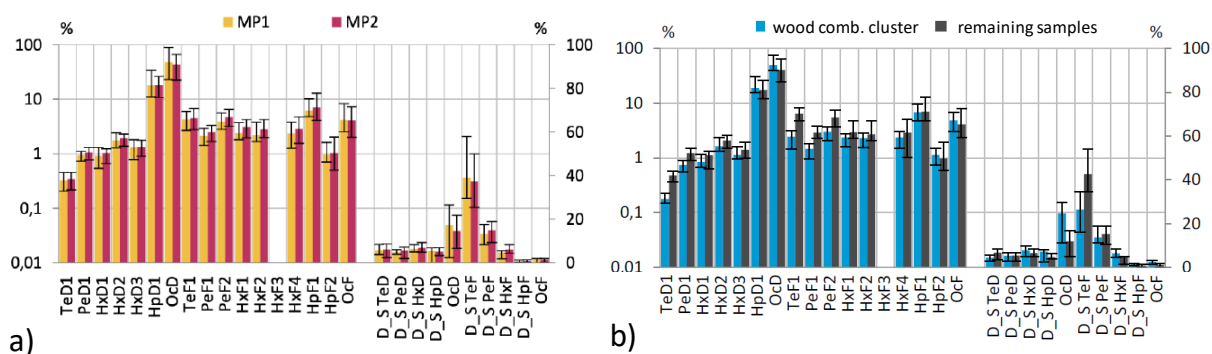 MP1 MP2
% %
100 100
10 80
1 60
0,1 40
0,01 20
0
TeD1 PeD1 HxD1 HxD2 HxD3 HpD1 OcD TeF1 PeF1 PeF2 HxF1 HxF2 HxF3 HxF4 HpF1 HpF2 OcF D_S TeD D_S PeD D_S HxD D_S HpD OcD D_S TeF D_S PeF D_S HxF D_S HpF OcF
a)
wood comb. cluster remaining samples
% %
100 100
10 80
1 60
0,1 40
0.01 20
0
TeD1 PeD1 HxD1 HxD2 HxD3 HpD1 OcD TeF1 PeF1 PeF2 HxF1 HxF2 HxF3 HxF4 HpF1 HpF2 OcF D_S TeD D_S PeD D_S HxD D_S HpD OcD D_S TeF D_S PeF D_S HxF D_S HpF OcF
b)